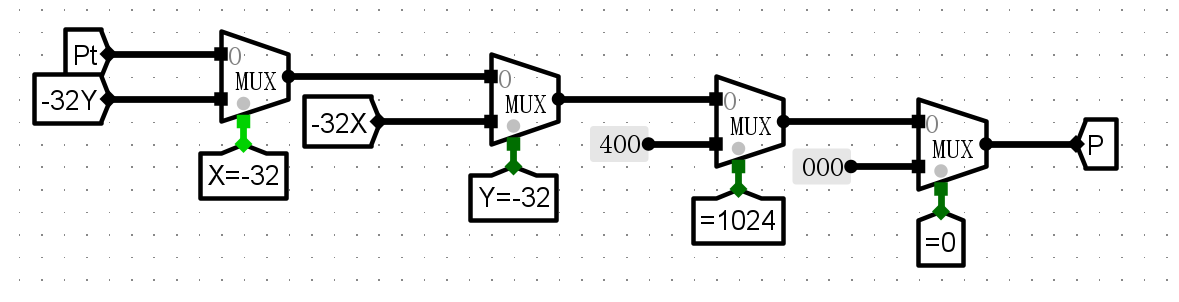 Pt
0
MUX
-32Y
X=-32
0
MUX
-32X
Y=-32
0
MUX
400
=1024
0
MUX
000
=0
P